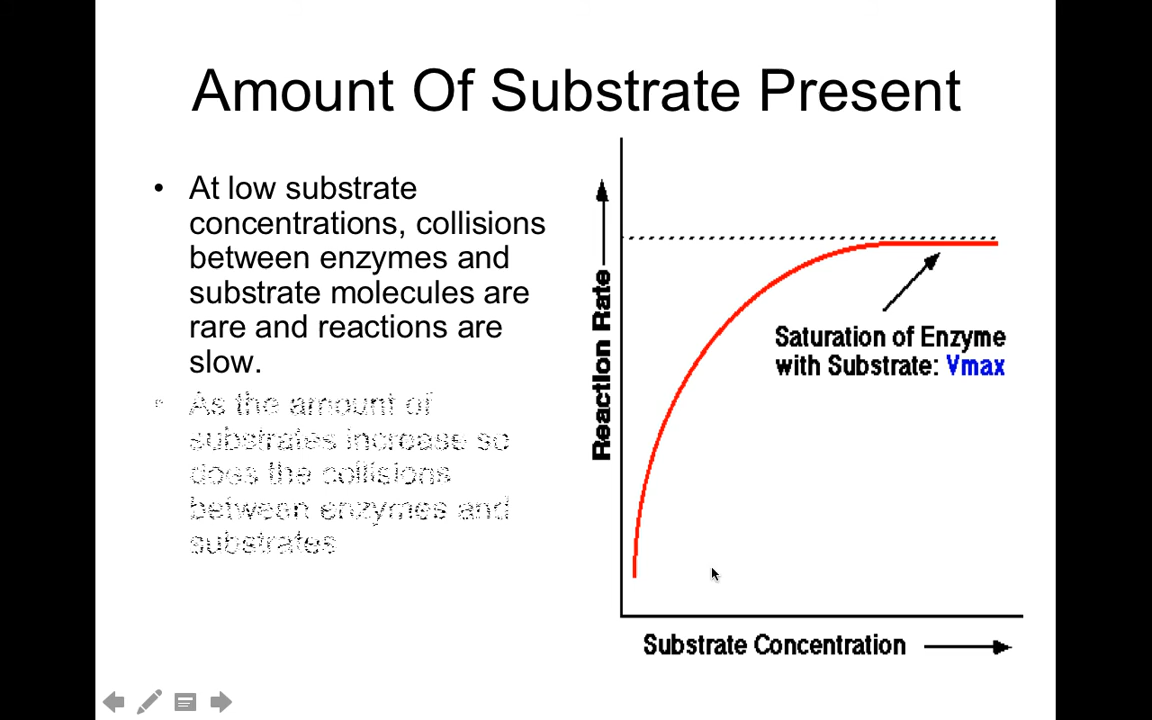 Amount Of Substrate Present
• At low substrate
concentrations, collisions
between enzymes and
substrate molecules are
rare and reactions are
slow.
• As the amount of
substrates increase so
does the collisions
between enzymes and
substrates
Reaction Rate
Saturation of Enzyme
with Substrate: Vmax
Substrate Concentration